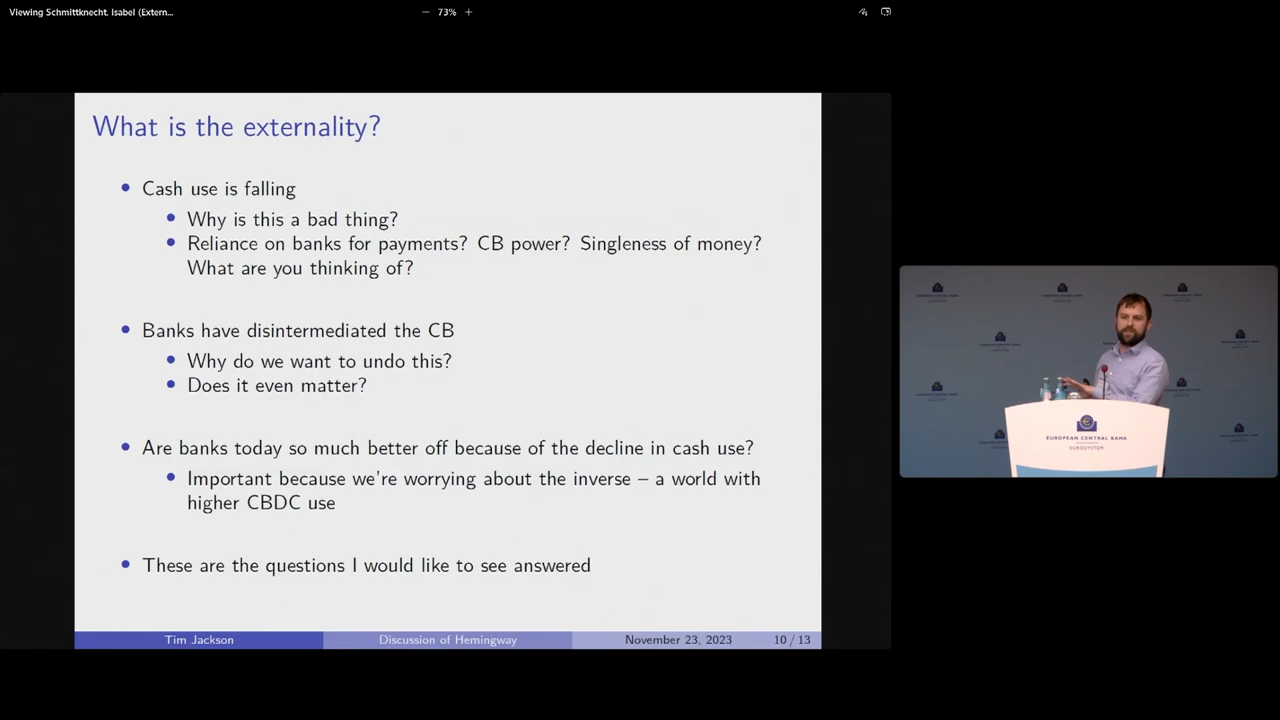 Viewing Schmittknecht, Isabel (Extern...
73%
What is the externality?
Cash use is falling
Why is this a bad thing?
Reliance on banks for payments? CB power? Singleness of money?
What are you thinking of?
Banks have disintermediated the CB
Why do we want to undo this?
Does it even matter?
Are banks today so much better off because of the decline in cash use?
Important because we're worrying about the inverse – a world with
higher CBDC use
These are the questions I would like to see answered
Tim Jackson
Discussion of Hemingway
November 23, 2023
10 / 13
EUROPEAN CENTRAL BANK
EUROSYSTEM